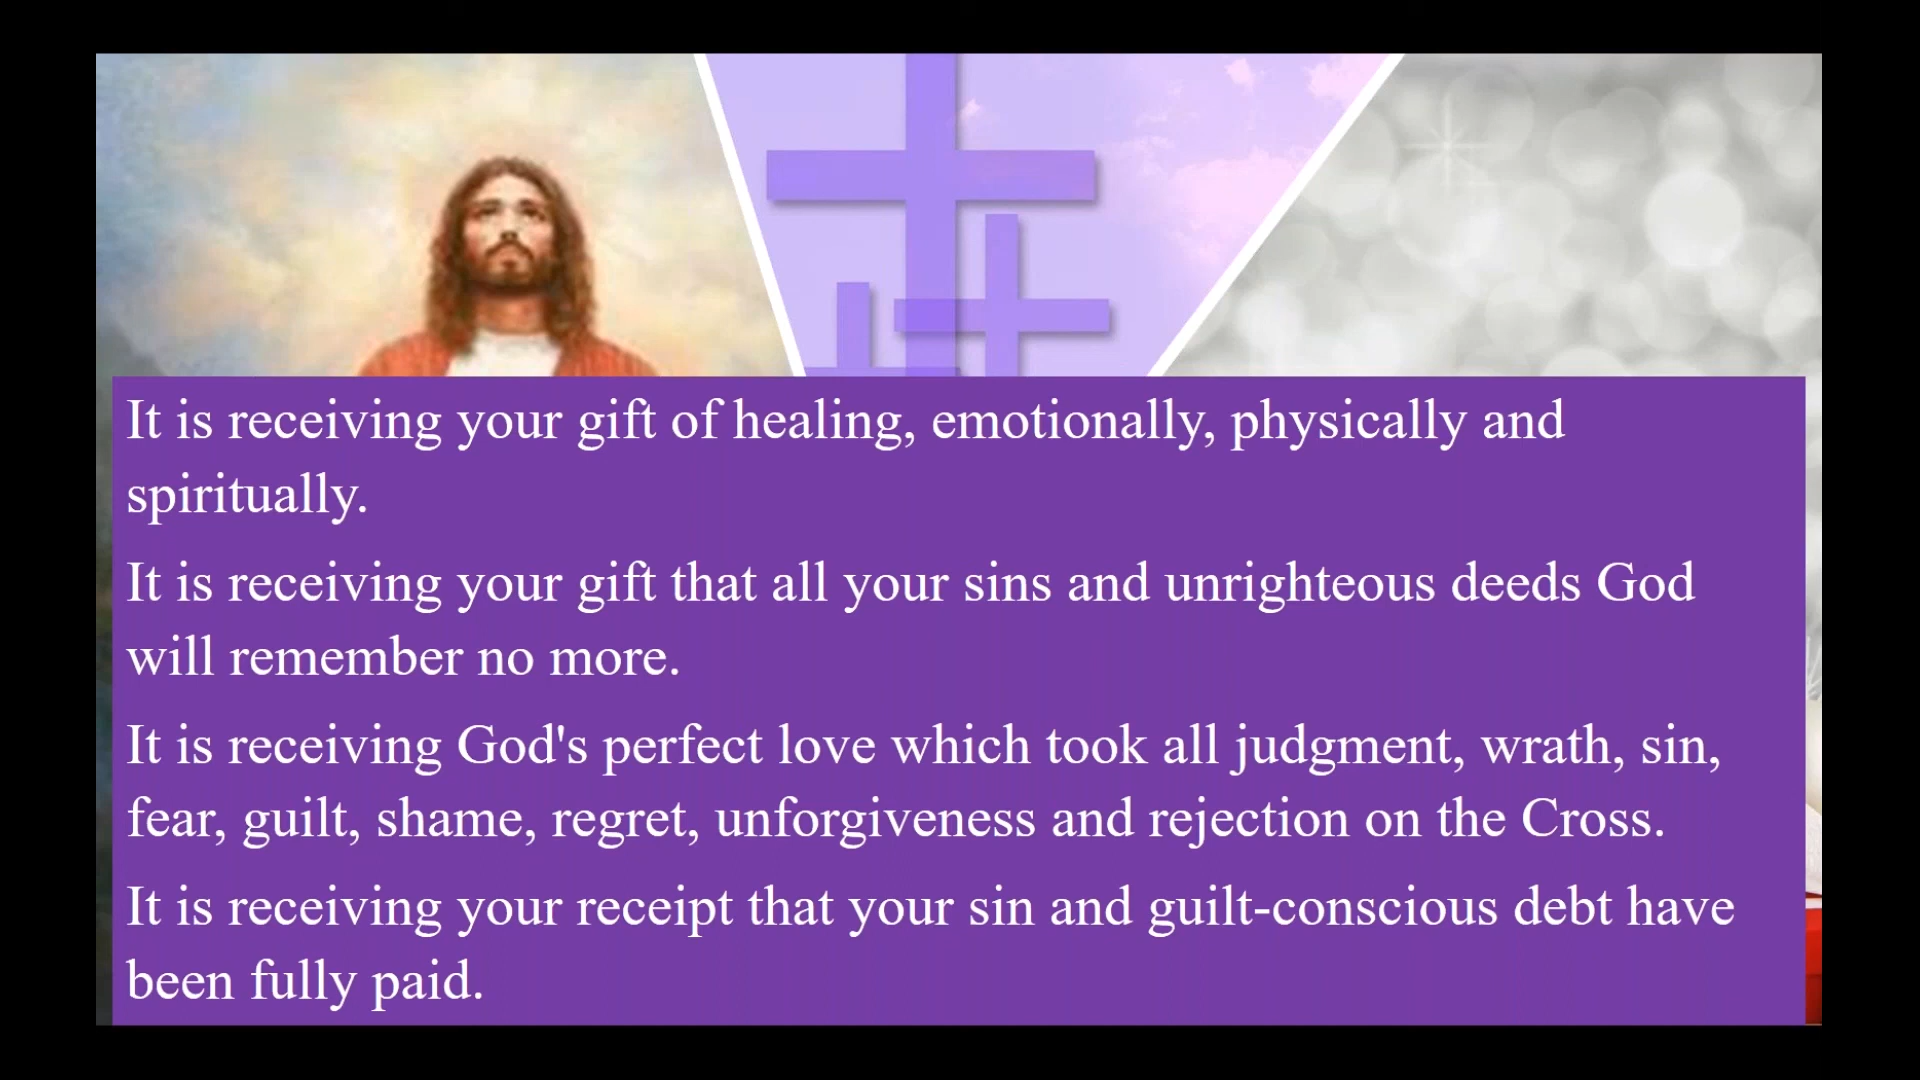 It is receiving your gift of healing, emotionally, physically and
spiritually.
It is receiving your gift that all your sins and unrighteous deeds God
will remember no more.
It is receiving God's perfect love which took all judgment, wrath, sin,
fear, guilt, shame, regret, unforgiveness and rejection on the Cross.
It is receiving your receipt that your sin and guilt-conscious debt have
been fully paid.